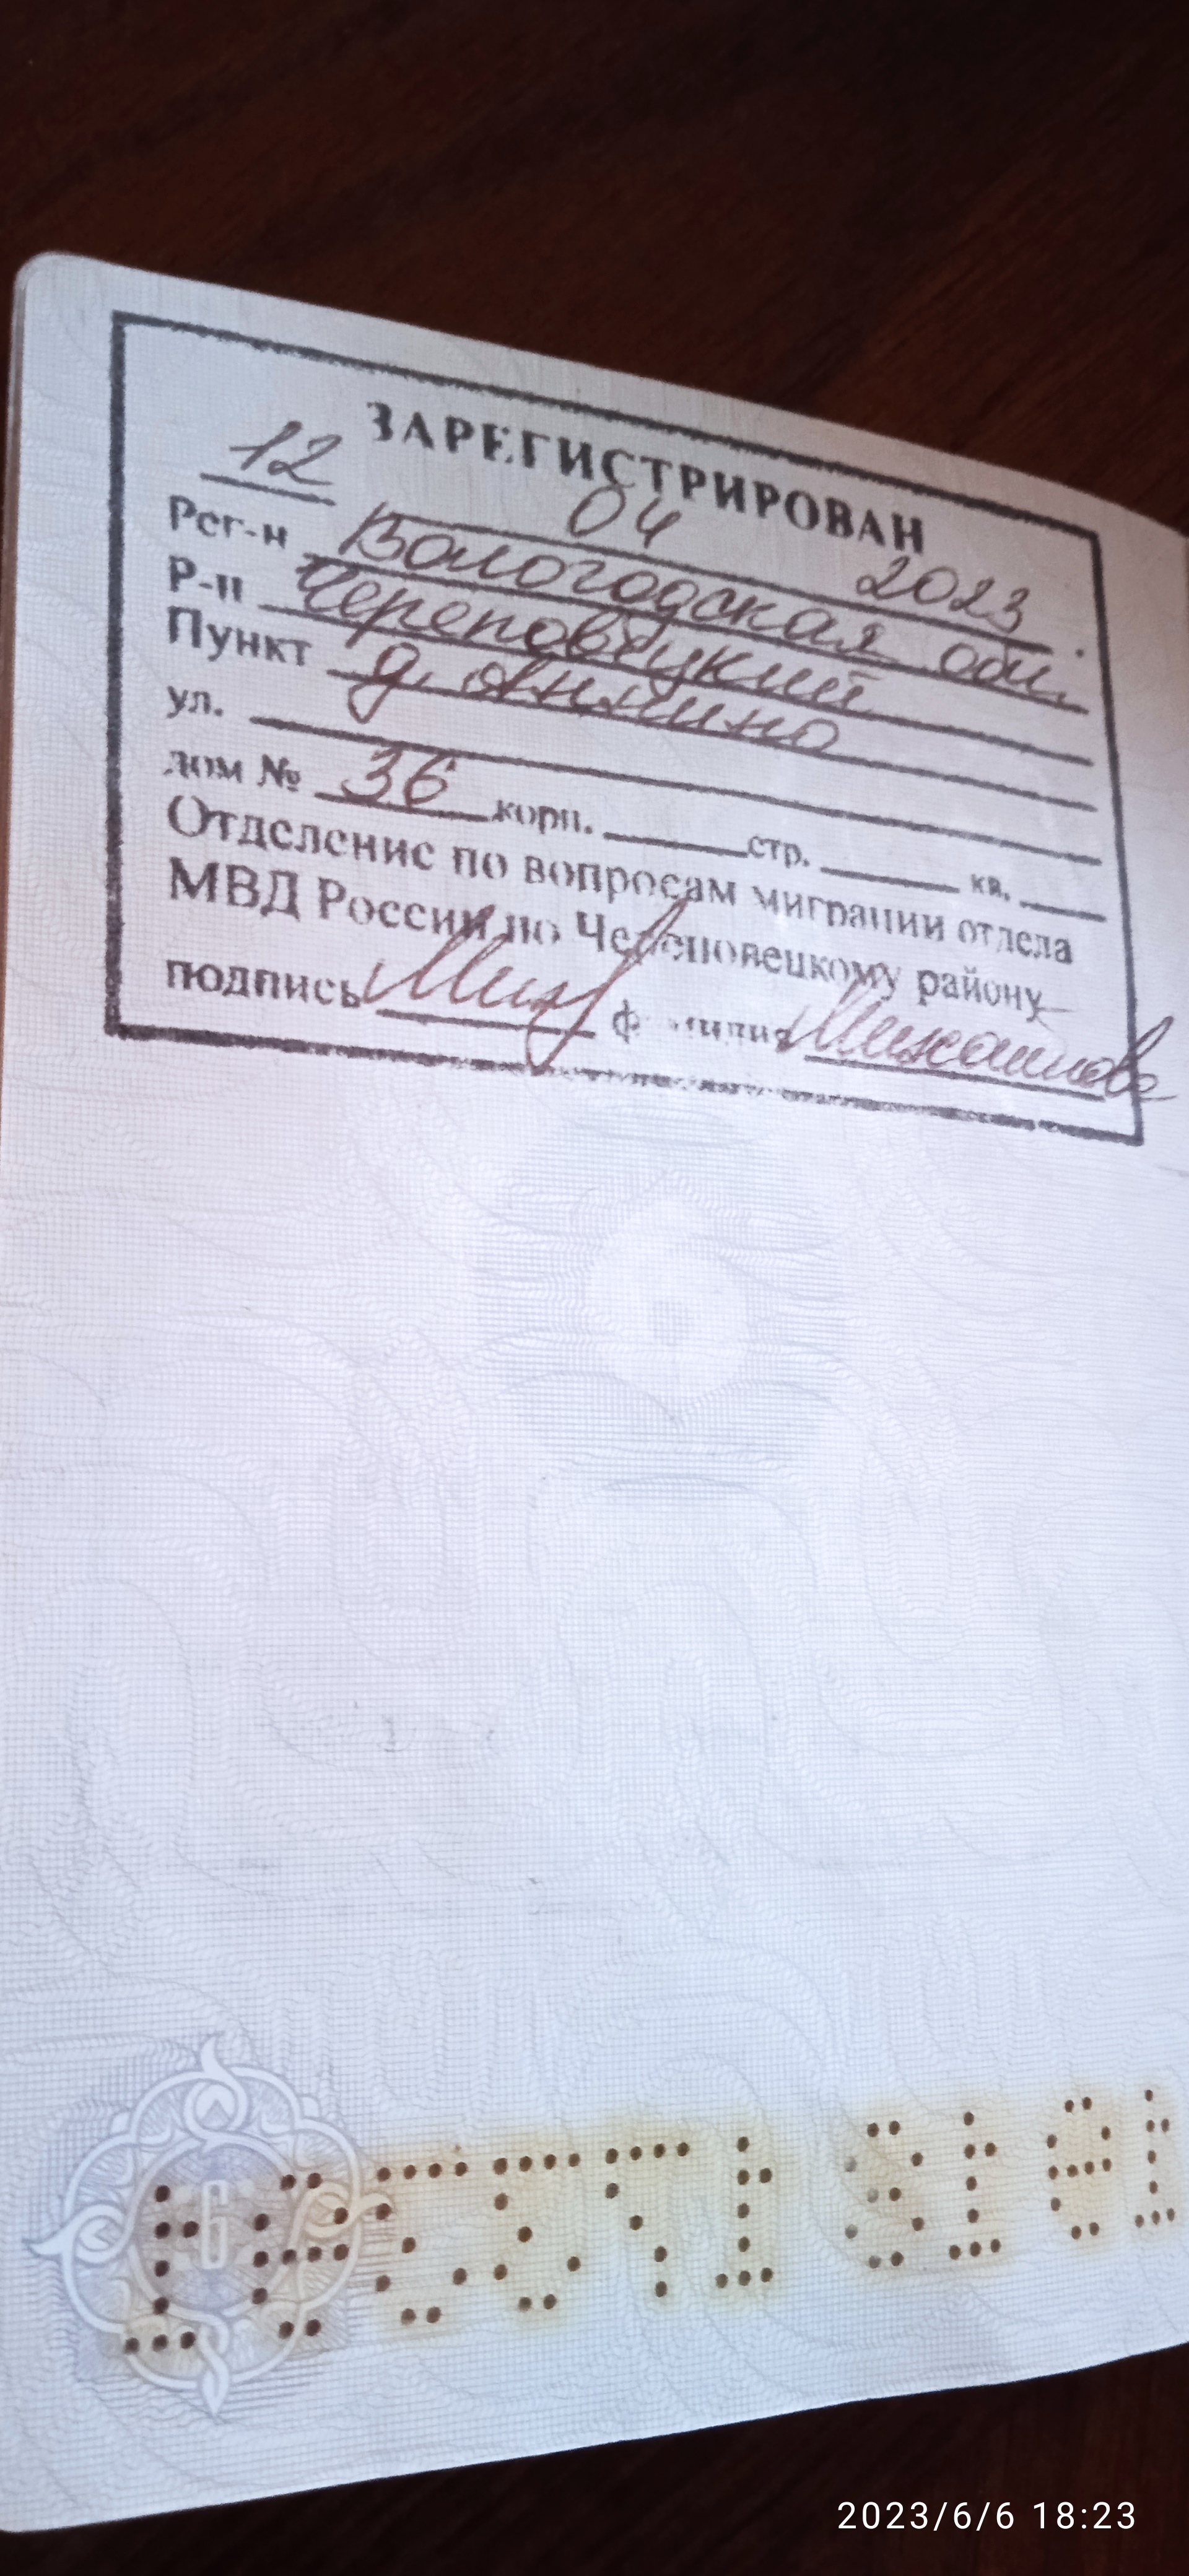 ЗАРЕГИСТРИРОВАН
12 04 2023
Рег-н Вологодская обл.
Р-н Череповецкий
Пункт д. Аннино
ул.
дом № 36 корп. стр. кв.
Отделение по вопросам миграции отдела
МВД России по Череповецкому району
подпись фамилия Михайлова
6
2023/6/6 18:23